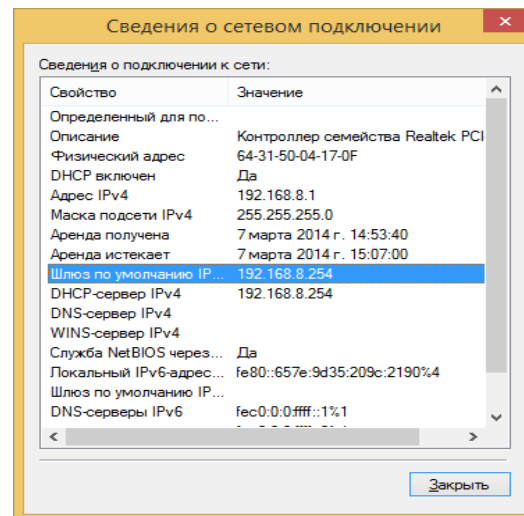 Сведения о сетевом подключении
Сведения о подключении к сети:
Свойство Значение
Определенный для по...
Описание Контроллер семейства Realtek PCI
Физический адрес 64-31-50-04-17-0F
DHCP включен Да
Адрес IPv4 192.168.8.1
Маска подсети IPv4 255.255.255.0
Аренда получена 7 марта 2014 г. 14:53:40
Аренда истекает 7 марта 2014 г. 15:07:00
Шлюз по умолчанию IP... 192.168.8.254
DHCP-сервер IPv4 192.168.8.254
DNS-сервер IPv4
WINS-сервер IPv4
Служба NetBIOS через... Да
Локальный IPv6-адрес... fe80::657e:9d35:209c:2190%4
Шлюз по умолчанию IP...
DNS-серверы IPv6 fec0:0:0:ffff::1%1
Закрыть